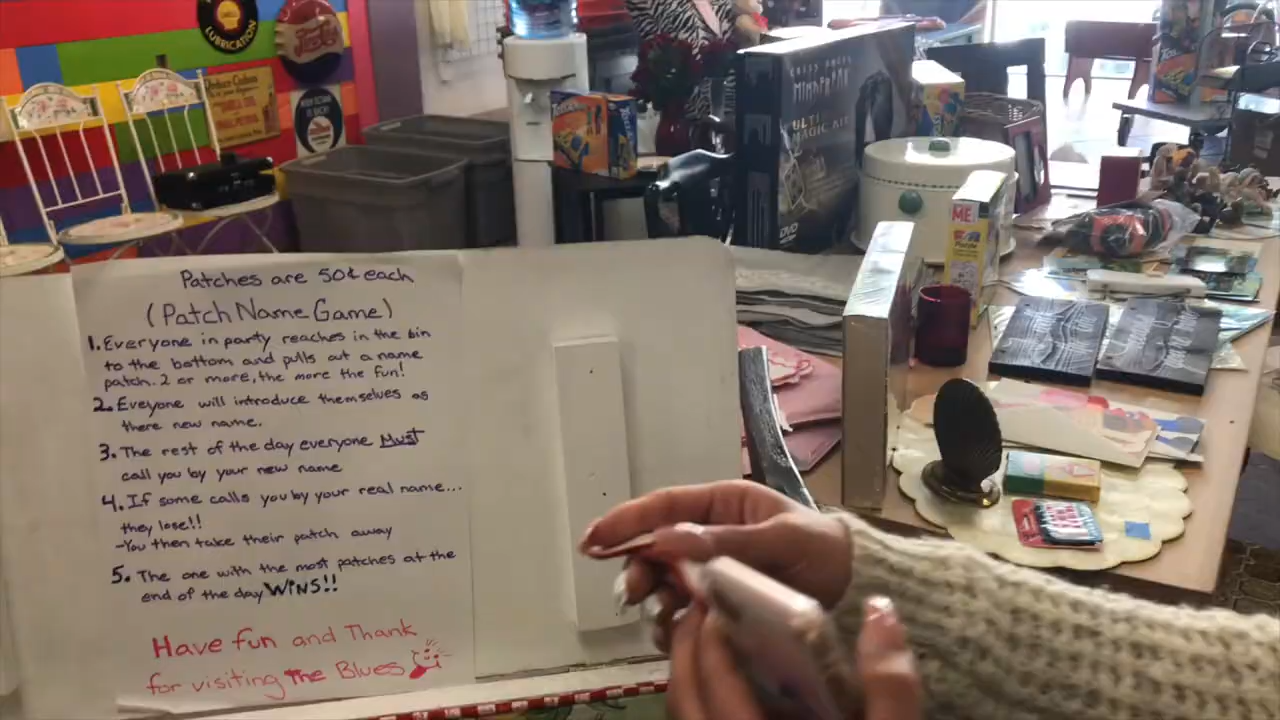 Patches are 50¢ each
(Patch Name Game)
1. Everyone in party reaches in the bin
to the bottom and pulls out a name
patch. 2 or more, the more the fun!
2. Eveyone will introduce themselves as
there new name.
3. The rest of the day everyone Must
call you by your new name
4. If some calls you by your real name...
they lose!!
-You then take their patch away
5. The one with the most patches at the
end of the day WINS!!
Have fun and Thank
for visiting The Blues
LUBRICATION
DVD
ME